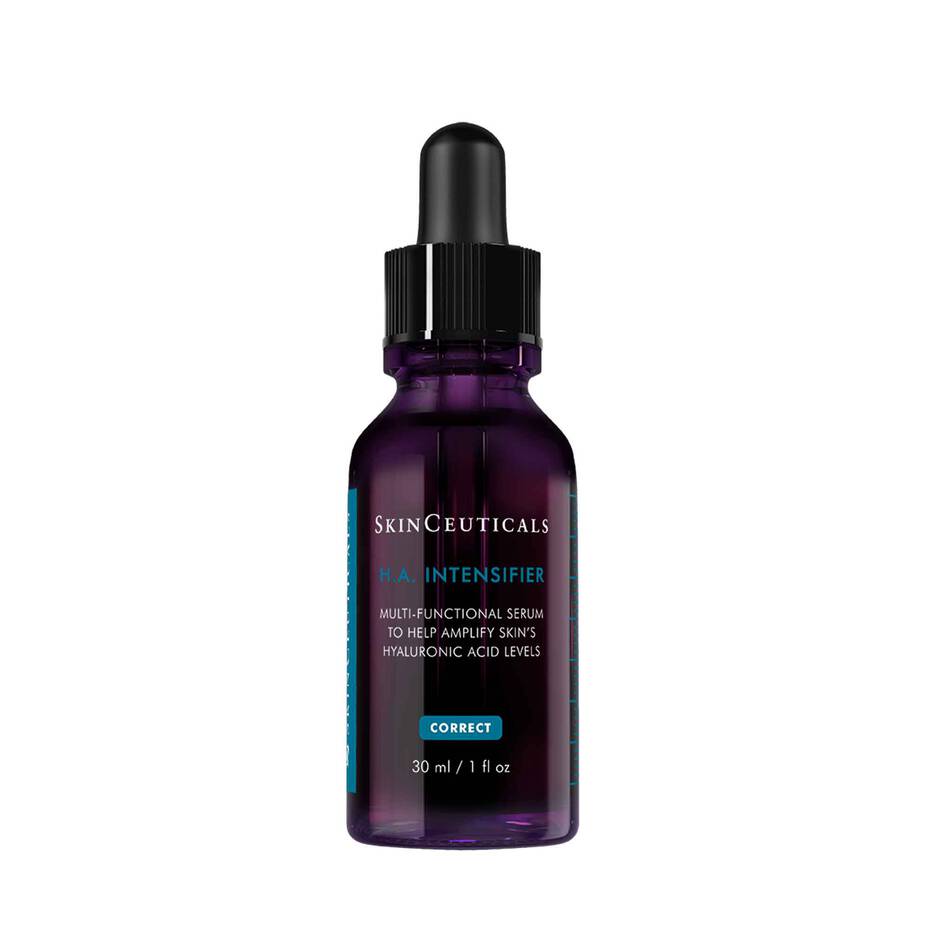 SKINCEUTICALS
H.A. INTENSIFIER
MULTI-FUNCTIONAL SERUM
TO HELP AMPLIFY SKIN'S
HYALURONIC ACID LEVELS
CORRECT
30 ml / 1 fl oz